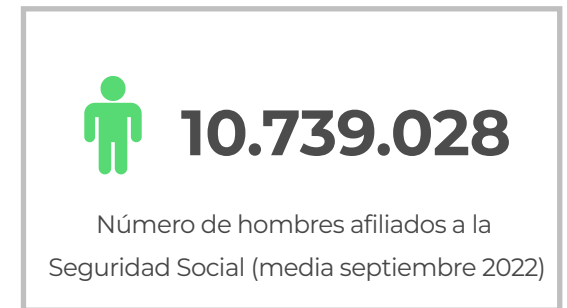 10.739.028
Número de hombres afiliados a la
Seguridad Social (media septiembre 2022)